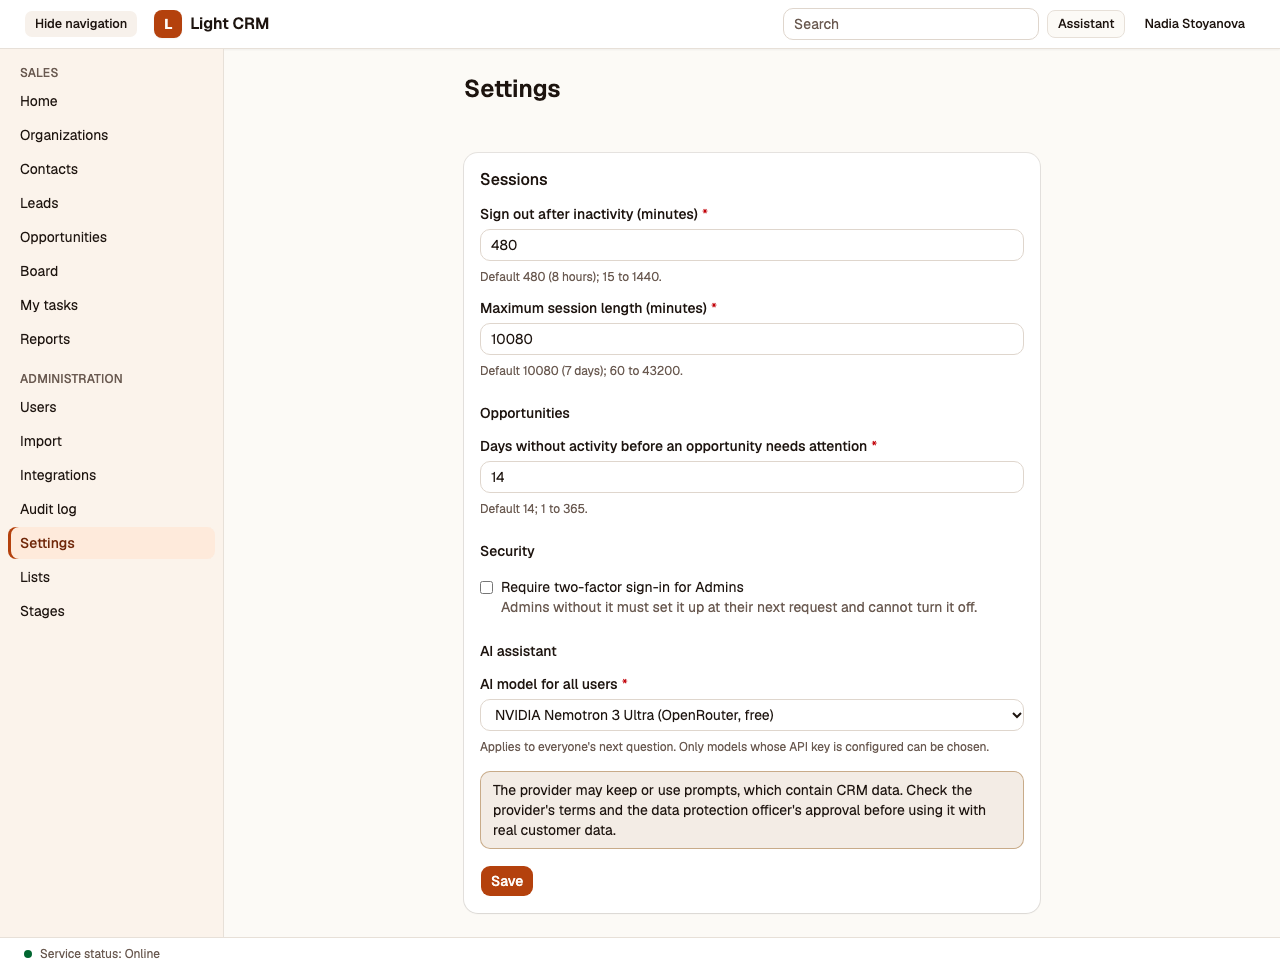 Hide navigation
L
Light CRM
Search
Assistant
Nadia Stoyanova
SALES
Home
Organizations
Contacts
Leads
Opportunities
Board
My tasks
Reports
ADMINISTRATION
Users
Import
Integrations
Audit log
Settings
Lists
Stages
Settings
Sessions
Sign out after inactivity (minutes) *
480
Default 480 (8 hours); 15 to 1440.
Maximum session length (minutes) *
10080
Default 10080 (7 days); 60 to 43200.
Opportunities
Days without activity before an opportunity needs attention *
14
Default 14; 1 to 365.
Security
Require two-factor sign-in for Admins
Admins without it must set it up at their next request and cannot turn it off.
AI assistant
AI model for all users *
NVIDIA Nemotron 3 Ultra (OpenRouter, free)
Applies to everyone's next question. Only models whose API key is configured can be chosen.
The provider may keep or use prompts, which contain CRM data. Check the
provider's terms and the data protection officer's approval before using it with
real customer data.
Save
Service status: Online